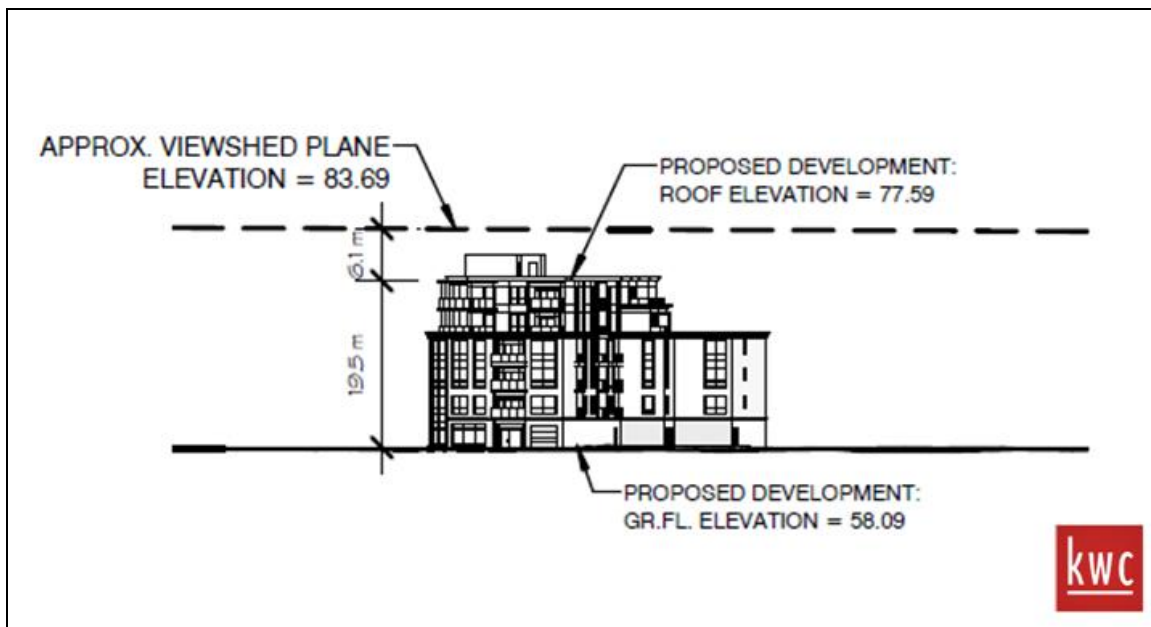 APPROX. VIEWSHED PLANE
ELEVATION = 83.69
PROPOSED DEVELOPMENT:
ROOF ELEVATION = 77.59
6.1 m
19.5 m
PROPOSED DEVELOPMENT:
GR.FL. ELEVATION = 58.09
kwc